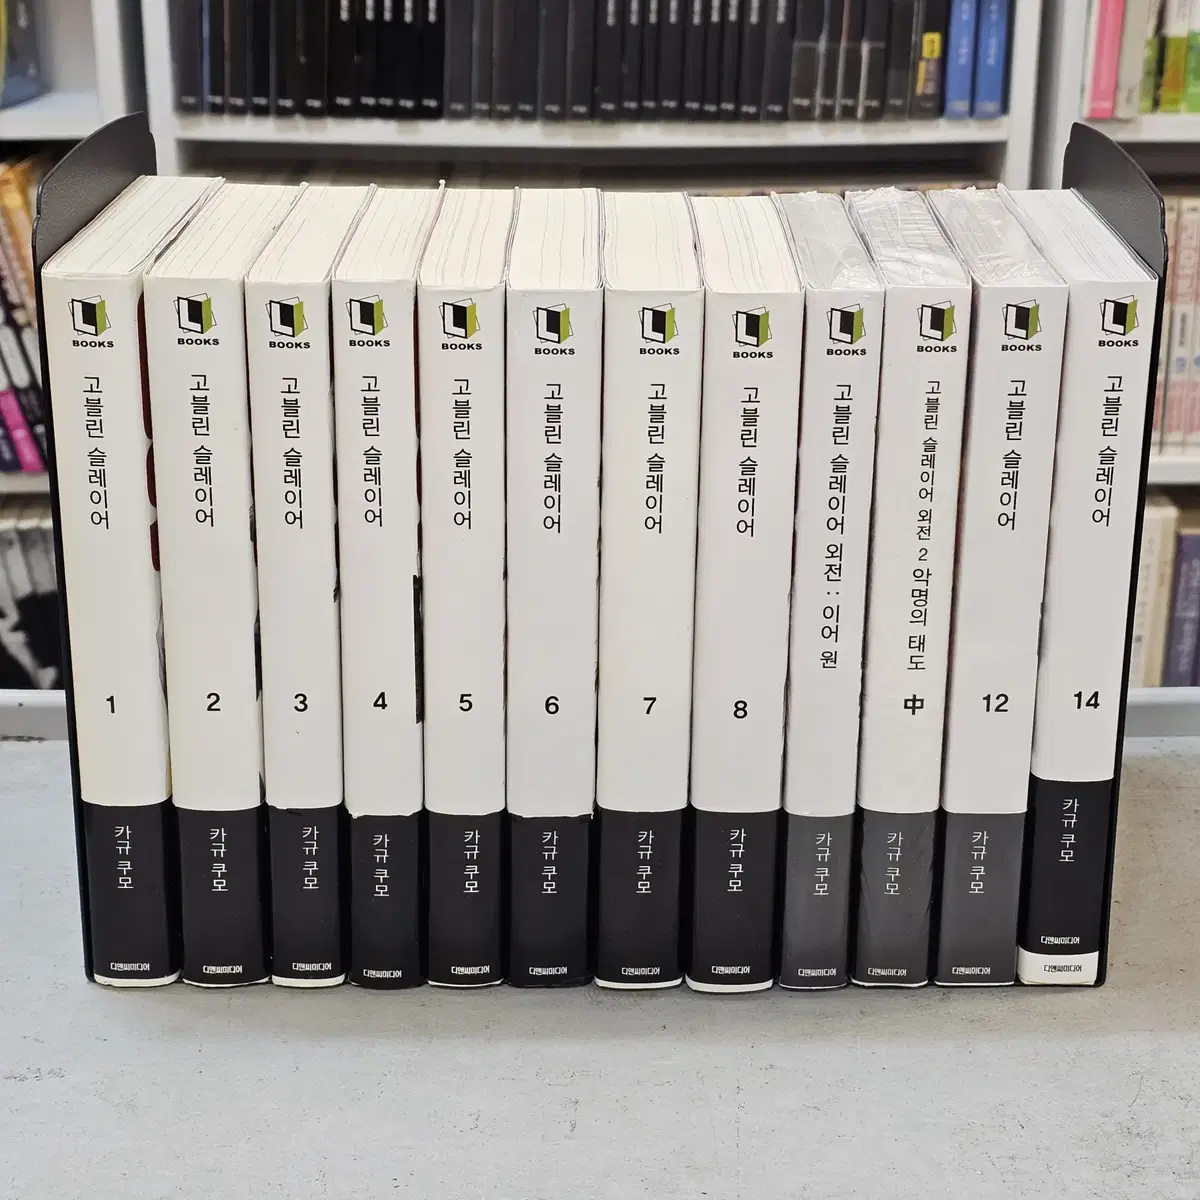 BOOKS
고블린 슬레이어
1
카규 쿠모
디앤씨미디어
BOOKS
고블린 슬레이어
2
카규 쿠모
디앤씨미디어
BOOKS
고블린 슬레이어
3
카규 쿠모
디앤씨미디어
BOOKS
고블린 슬레이어
4
카규 쿠모
디앤씨미디어
BOOKS
고블린 슬레이어
5
카규 쿠모
디앤씨미디어
BOOKS
고블린 슬레이어
6
카규 쿠모
디앤씨미디어
BOOKS
고블린 슬레이어
7
카규 쿠모
디앤씨미디어
BOOKS
고블린 슬레이어
8
카규 쿠모
디앤씨미디어
BOOKS
고블린 슬레이어 외전 : 이어 원
카규 쿠모
디앤씨미디어
BOOKS
고블린 슬레이어 외전 2 악명의 태도
中
카규 쿠모
디앤씨미디어
BOOKS
고블린 슬레이어
12
카규 쿠모
디앤씨미디어
BOOKS
고블린 슬레이어
14
카규 쿠모
디앤씨미디어
디앤씨미디어